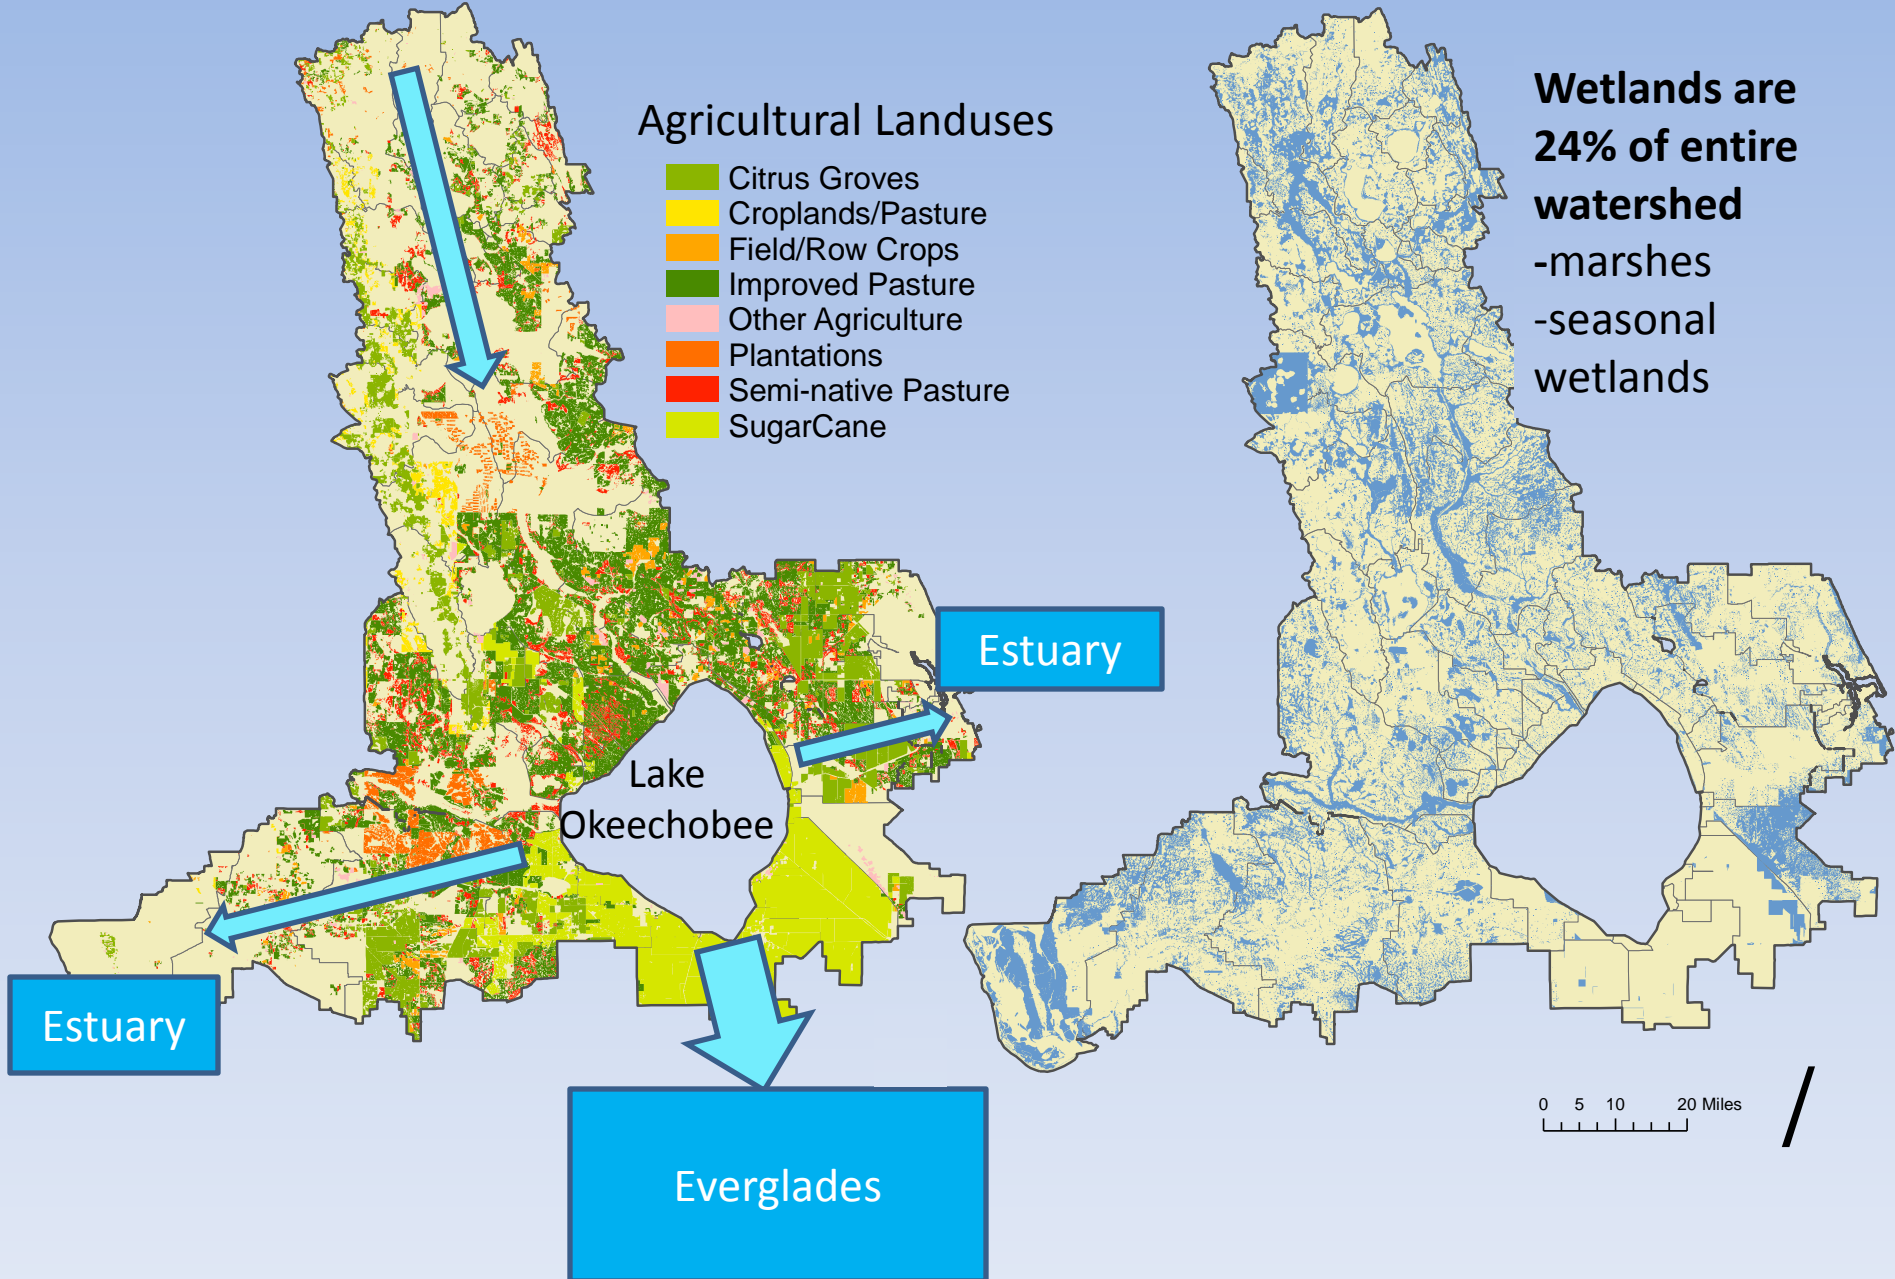 Agricultural Landuses
Citrus Groves
Croplands/Pasture
Field/Row Crops
Improved Pasture
Other Agriculture
Plantations
Semi-native Pasture
SugarCane
Wetlands are
24% of entire
watershed
-marshes
-seasonal
wetlands
Estuary
Lake
Okeechobee
e
e
Estuary
Everglades
0 5 10 20 Miles